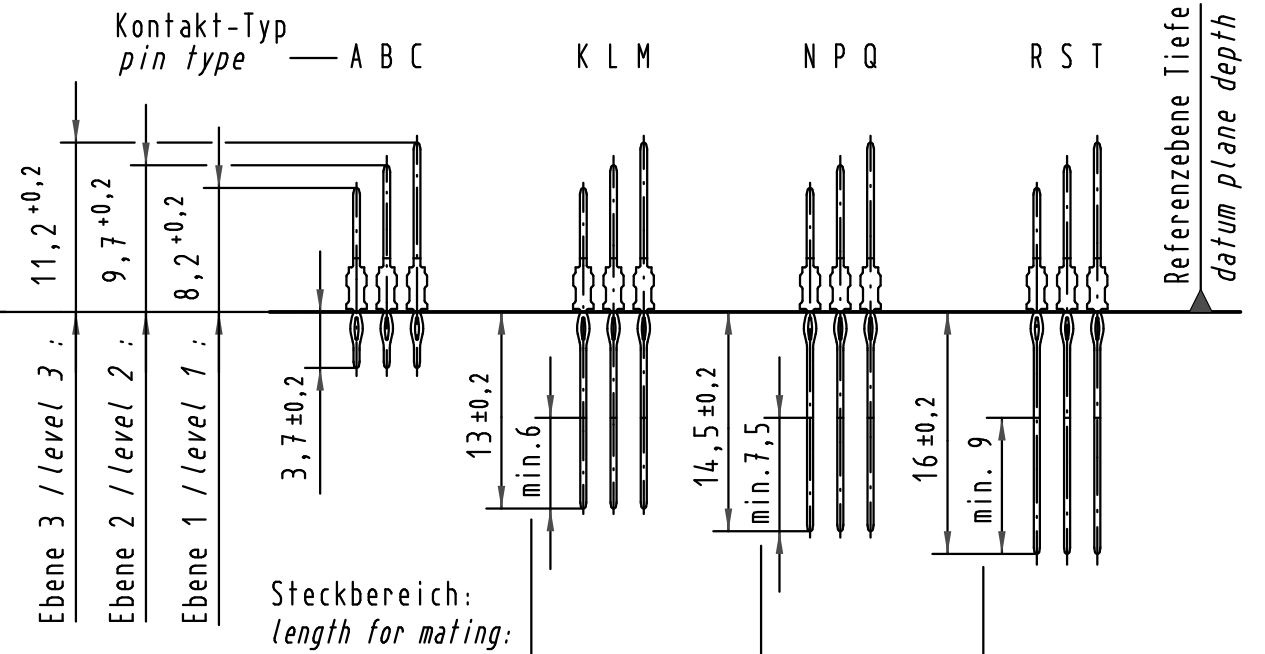 Kontakt-Typ
pin type
A B C
K L M
N P Q
R S T
Referenzebene Tiefe
datum plane depth
11,2 +0,2
9,7 +0,2
8,2 +0,2
Ebene 3 / level 3 :
Ebene 2 / level 2 :
Ebene 1 / level 1 :
3,7 ±0,2
13 ±0,2
min.6
14,5 ±0,2
min.7,5
16 ±0,2
min. 9
Steckbereich:
length for mating: